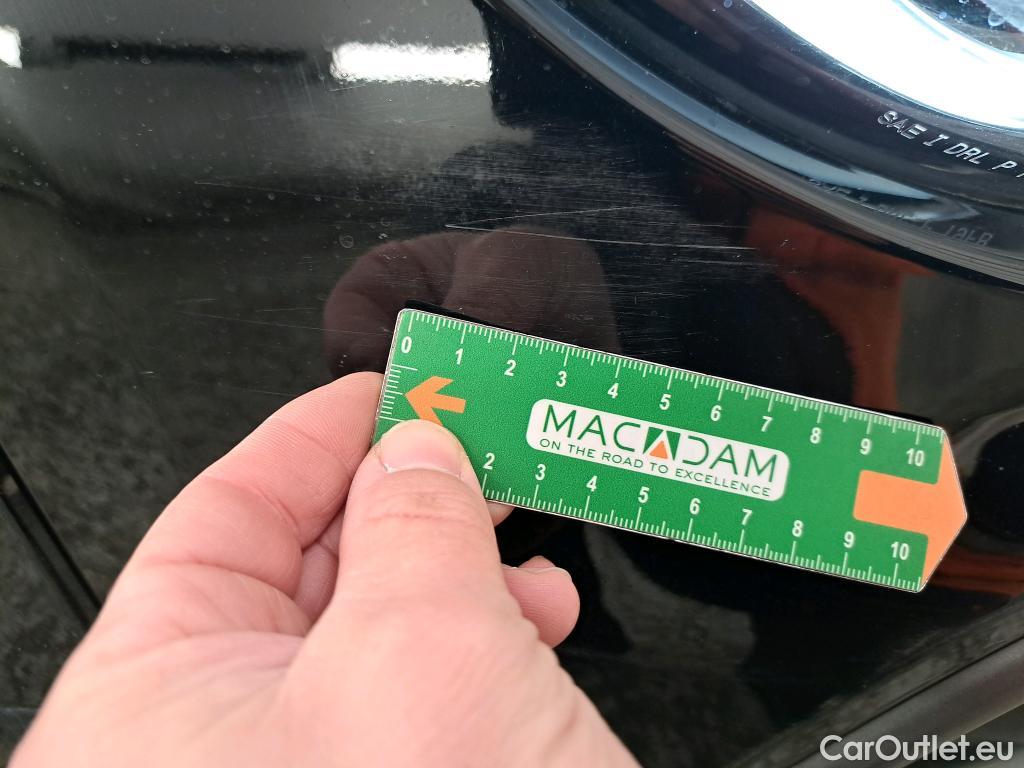 SAE I DRL P
0 1 2 3 4 5 6 7 8 9 10
MACADAM
ON THE ROAD TO EXCELLENCE
2 3 4 5 6 7 8 9 10
CarOutlet.eu